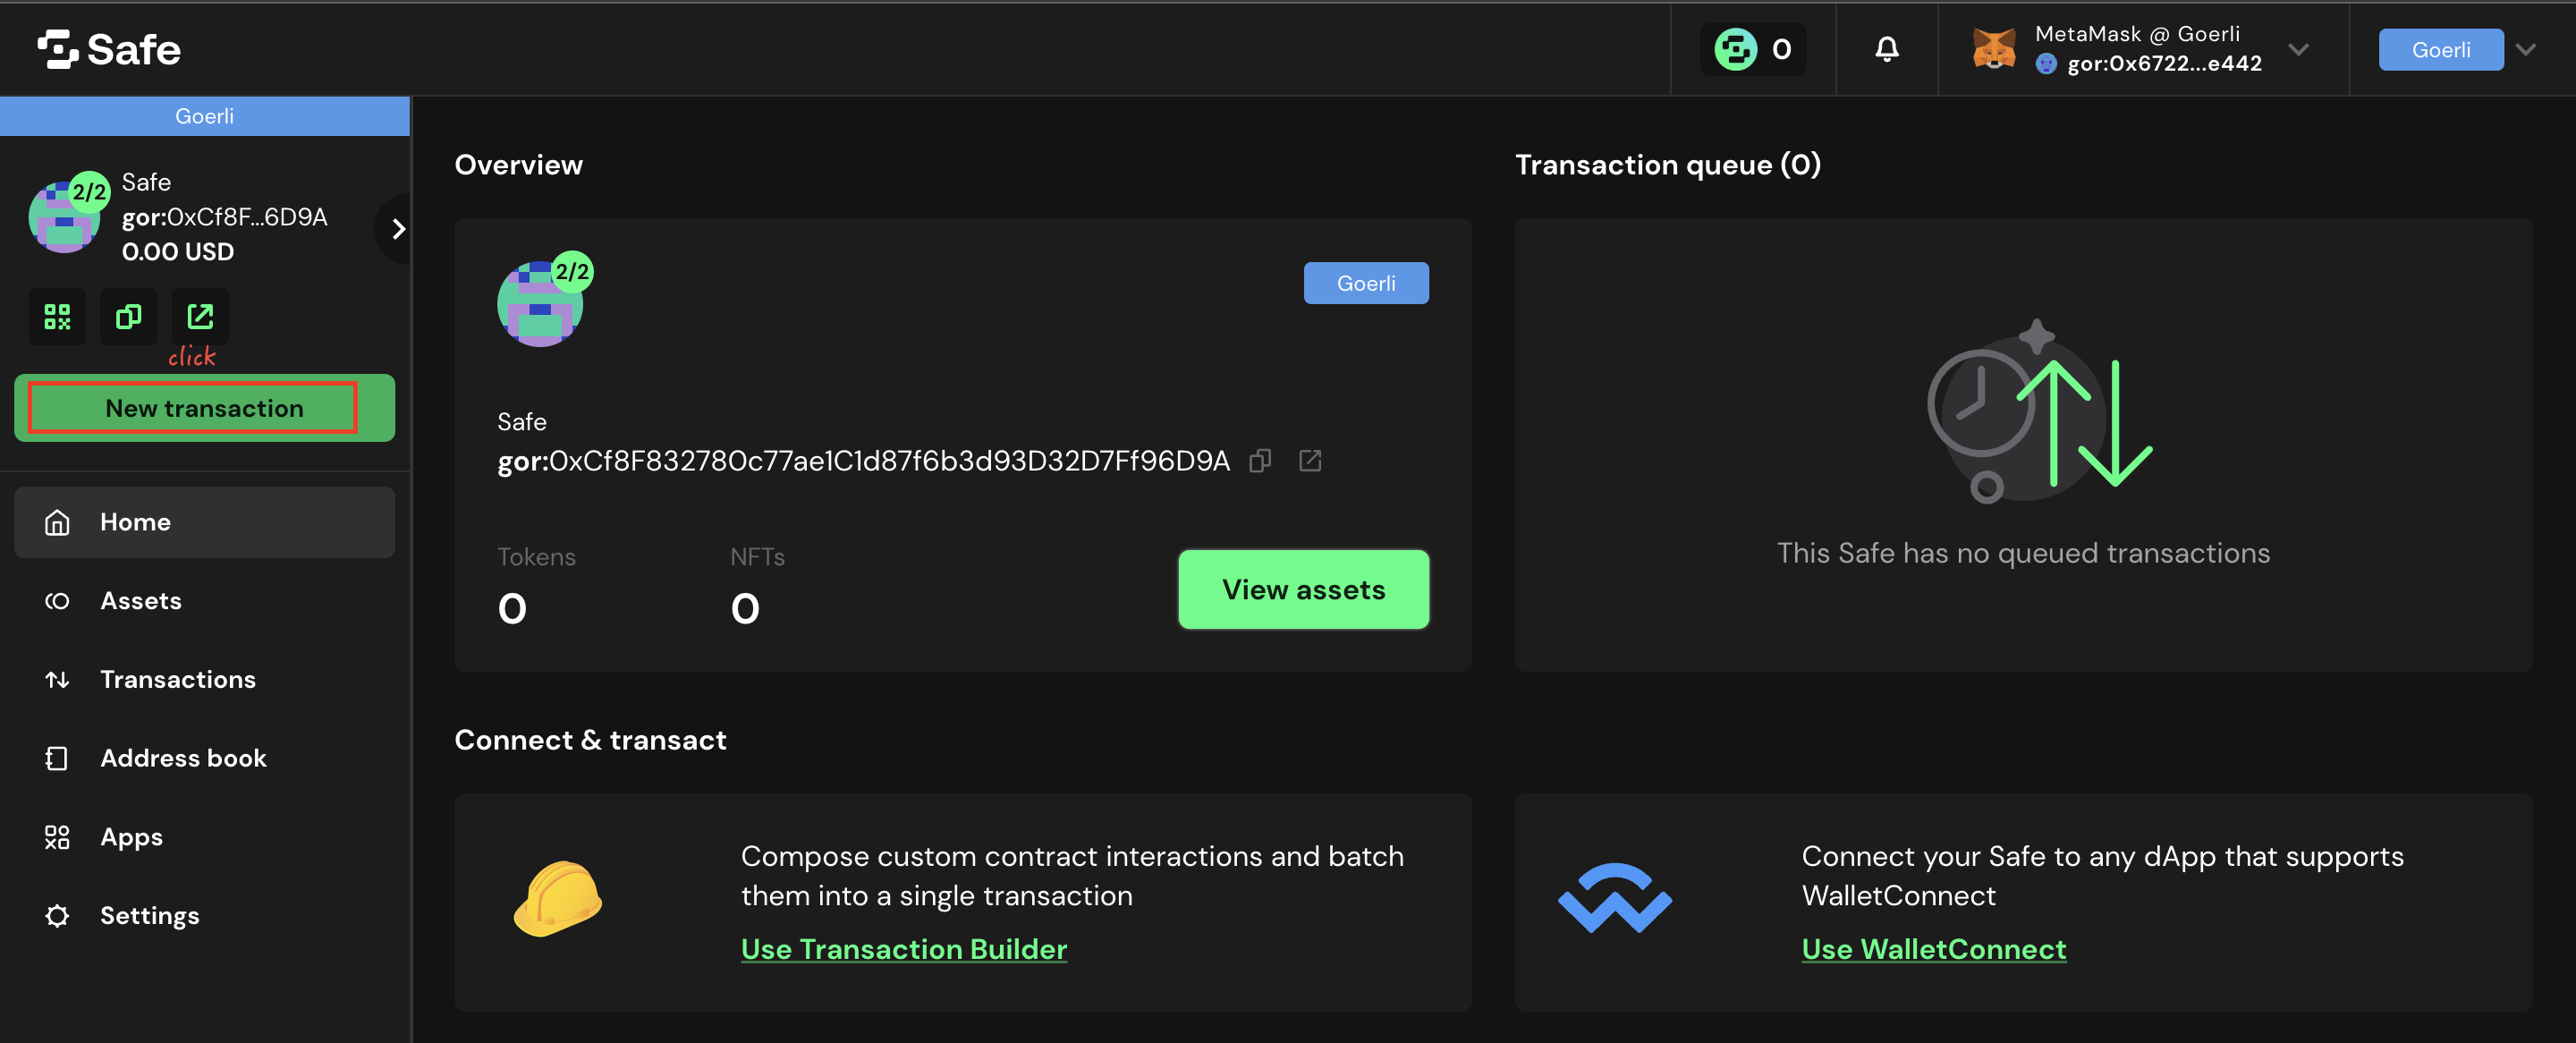 Safe
0
MetaMask @ Goerli
gor:0x6722...e442
Goerli
Goerli
2/2
Safe
gor:0xCf8F...6D9A
0.00 USD
click
New transaction
Home
Assets
Transactions
Address book
Apps
Settings
Overview
2/2
Goerli
Safe
gor:0xCf8F832780c77ae1C1d87f6b3d93D32D7Ff96D9A
Tokens
NFTs
0
0
View assets
Transaction queue (0)
This Safe has no queued transactions
Connect & transact
Compose custom contract interactions and batch
them into a single transaction
Use Transaction Builder
Connect your Safe to any dApp that supports
WalletConnect
Use WalletConnect